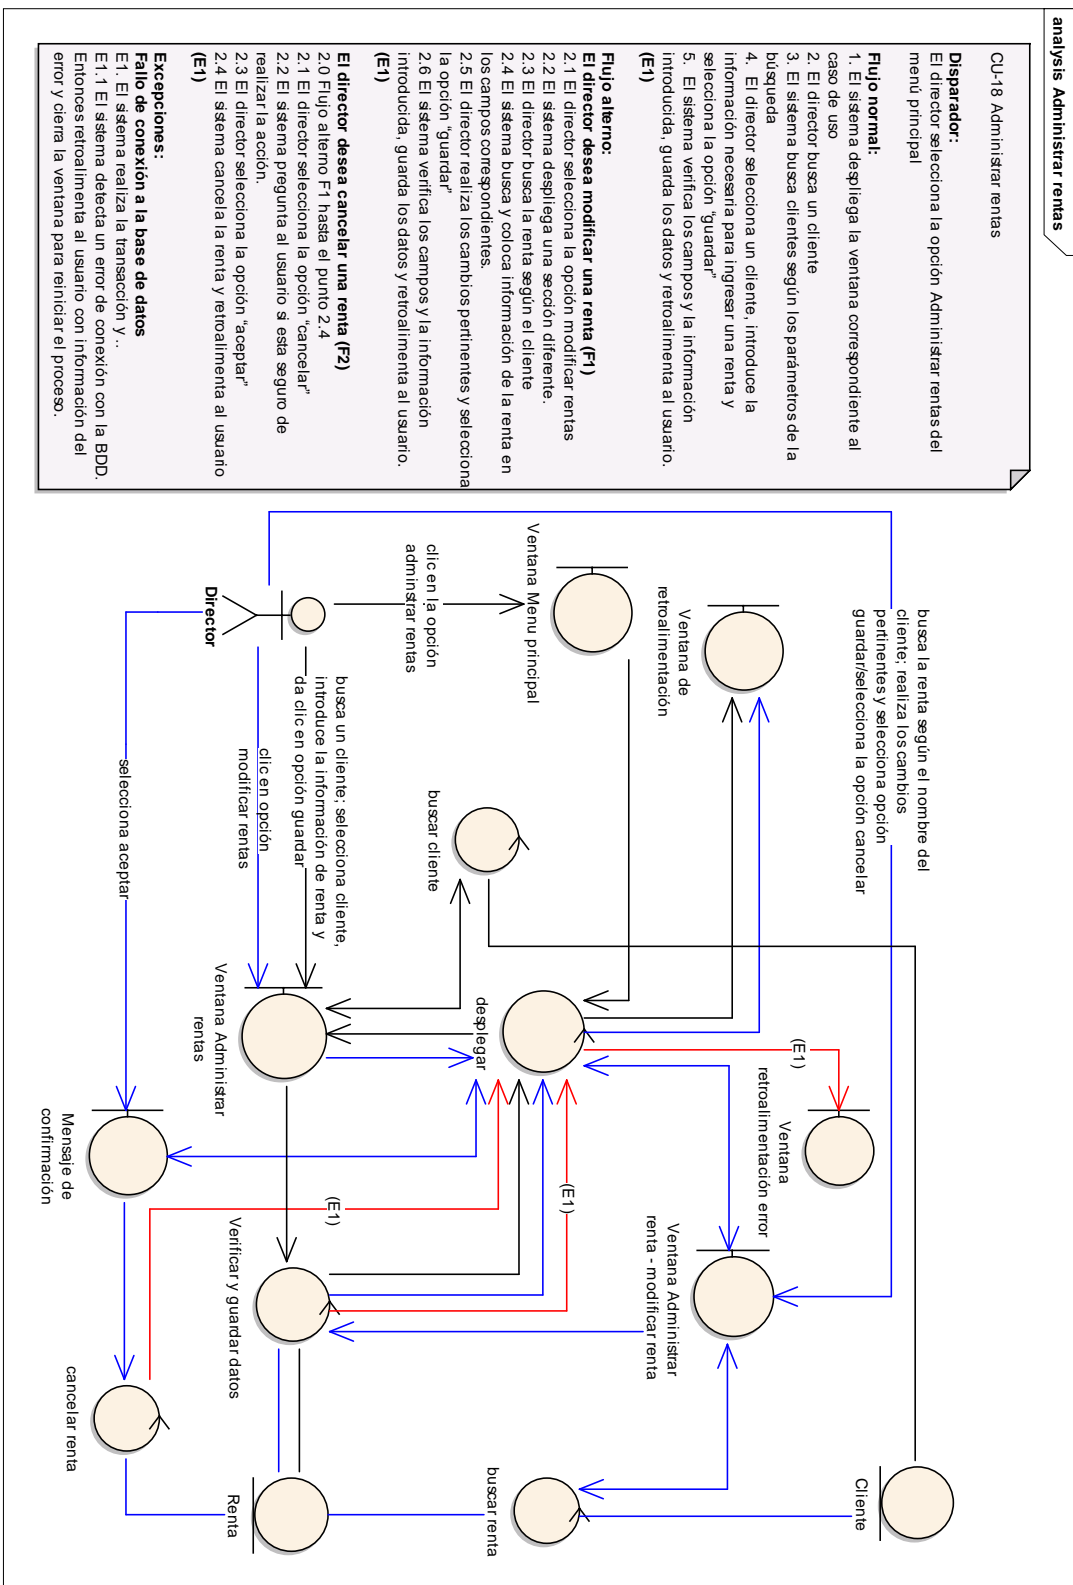 analysis Administrar rentas
CU-18 Administrar rentas
Disparador:
El director selecciona la opción Administrar rentas del
menú principal
Flujo normal:
1. El sistema despliega la ventana correspondiente al
caso de uso
2. El director busca un cliente
3. El sistema busca clientes según los parámetros de la
búsqueda
4. El director selecciona un cliente, introduce la
información necesaria para ingresar una renta y
selecciona la opción "guardar"
5. El sistema verifica los campos y la información
introducida, guarda los datos y retroalimenta al usuario.
(E1)
Flujo alterno:
El director desea modificar una renta (F1)
2.1 El director selecciona la opción modificar rentas
2.2 El sistema despliega una sección diferente.
2.3 El director busca la renta según el cliente
2.4 El sistema busca y coloca información de la renta en
los campos correspondientes.
2.5 El director realiza los cambios pertinentes y selecciona
la opción "guardar"
2.6 El sistema verifica los campos y la información
introducida, guarda los datos y retroalimenta al usuario.
(E1)
El director desea cancelar una renta (F2)
2.0 Flujo alterno F1 hasta el punto 2.4
2.1 El director selecciona la opción "cancelar"
2.2 El sistema pregunta al usuario si esta seguro de
realizar la acción.
2.3 El director selecciona la opción "aceptar"
2.4 El sistema cancela la renta y retroalimenta al usuario
(E1)
Excepciones:
Fallo de conexión a la base de datos
E1. El sistema realiza la transacción y ..
E1.1 El sistema detecta un error de conexión con la BDD.
Entonces retroalimenta al usuario con información del
error y cierra la ventana para reiniciar el proceso.
busca la renta según el nombre del
cliente; realiza los cambios
pertinentes y selecciona opción
guardar/selecciona la opción cancelar
Ventana de
retroalimentación
Ventana Menu principal
clic en la opción
adminstrar rentas
Director
busca un cliente; selecciona cliente,
introduce la información de renta y
da clic en opción guardar
clic en opción
modificar rentas
selecciona aceptar
buscar cliente
desplegar
Ventana Administrar
rentas
Mensaje de
confirmación
(E1)
Ventana
retroalimentación error
(E1)
(E1)
Ventana Administrar
renta - modificar renta
Verificar y guardar datos
cancelar renta
Cliente
buscar renta
Renta